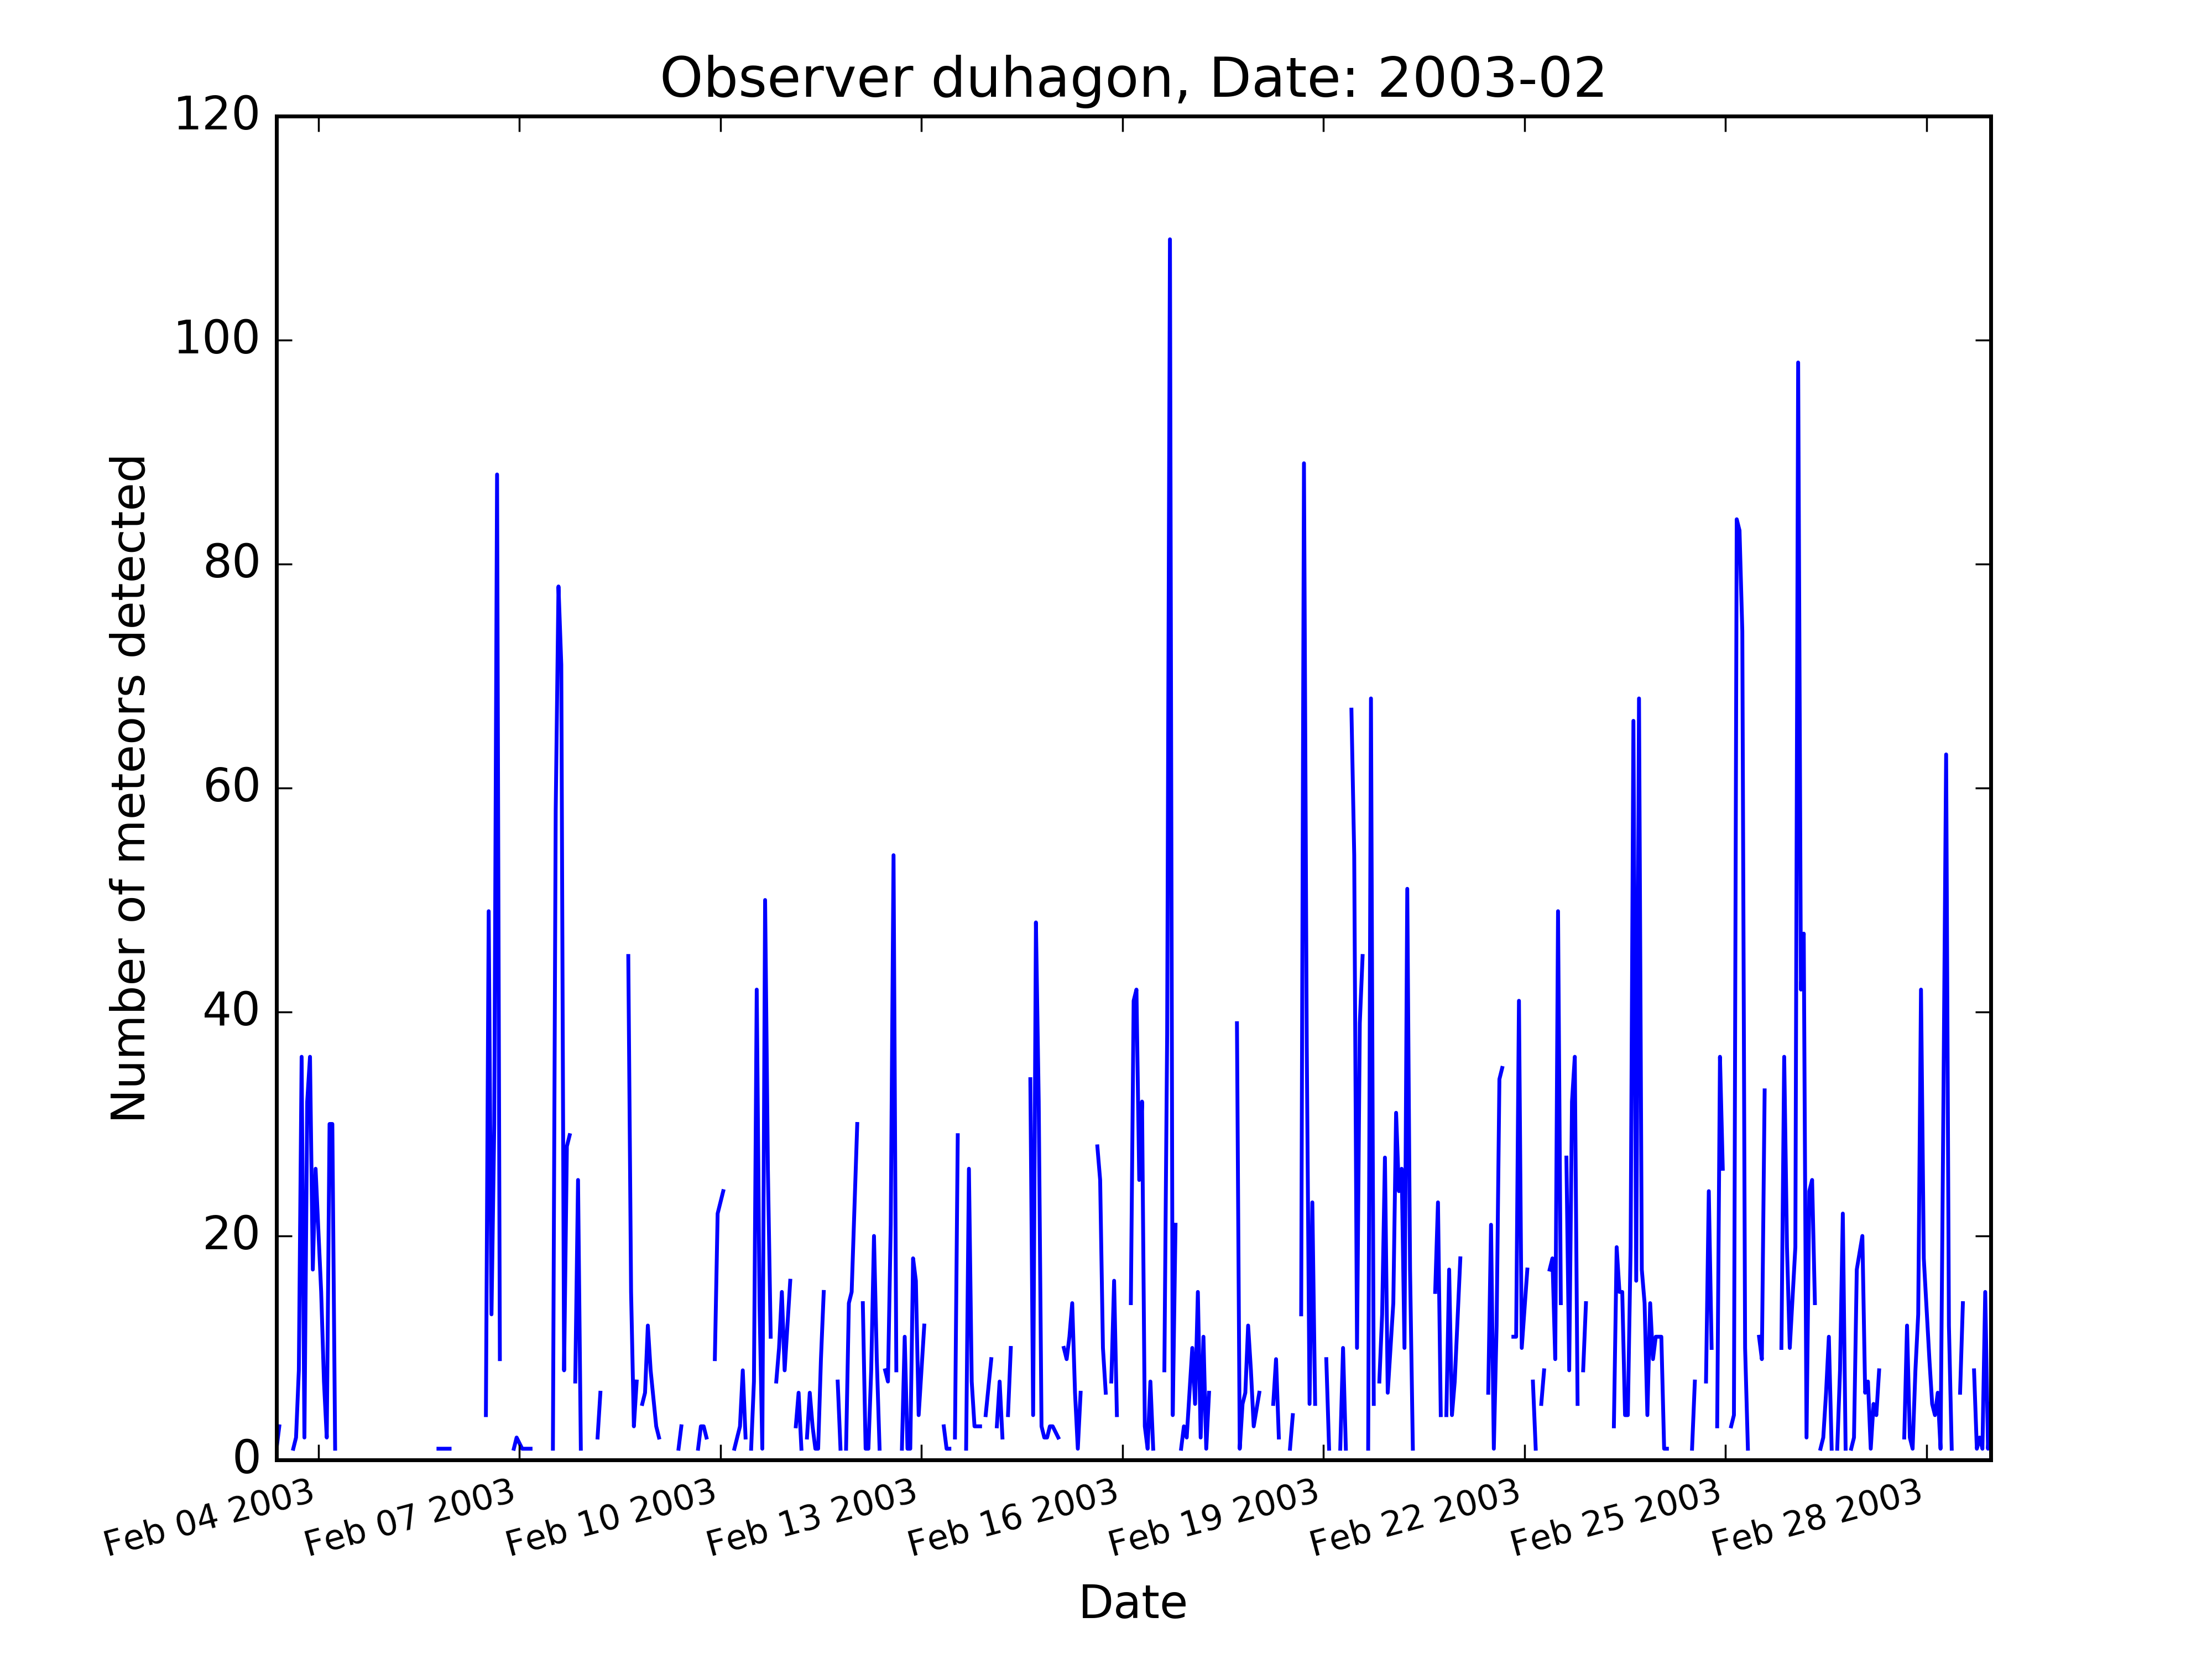 Observer duhagon, Date: 2003-02
Number of meteors detected
120
100
80
60
40
20
0
Feb 04 2003
Feb 07 2003
Feb 10 2003
Feb 13 2003
Feb 16 2003
Feb 19 2003
Feb 22 2003
Feb 25 2003
Feb 28 2003
Date